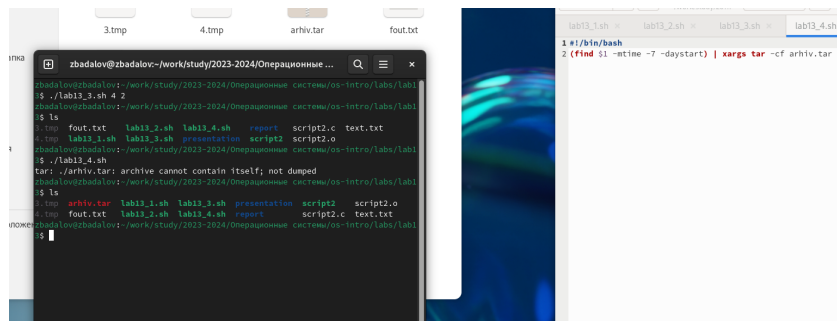 3.tmp 4.tmp arhiv.tar fout.txt
zbadalov@zbadalov:~/work/study/2023-2024/Операционные ...
zbadalov@zbadalov:~/work/study/2023-2024/Операционные системы/os-intro/labs/lab1
3$ ./lab13_3.sh 4 2
zbadalov@zbadalov:~/work/study/2023-2024/Операционные системы/os-intro/labs/lab1
3$ ls
3.tmp fout.txt lab13_2.sh lab13_4.sh report script2.c text.txt
4.tmp lab13_1.sh lab13_3.sh presentation script2 script2.o
zbadalov@zbadalov:~/work/study/2023-2024/Операционные системы/os-intro/labs/lab1
3$ ./lab13_4.sh
tar: ./arhiv.tar: archive cannot contain itself; not dumped
zbadalov@zbadalov:~/work/study/2023-2024/Операционные системы/os-intro/labs/lab1
3$ ls
3.tmp arhiv.tar lab13_1.sh lab13_3.sh presentation script2 script2.o
4.tmp fout.txt lab13_2.sh lab13_4.sh report script2.c text.txt
zbadalov@zbadalov:~/work/study/2023-2024/Операционные системы/os-intro/labs/lab1
3$
lab13_1.sh × lab13_2.sh × lab13_3.sh × lab13_4.sh
1 #!/bin/bash
2 (find $1 -mtime -7 -daystart) | xargs tar -cf arhiv.tar